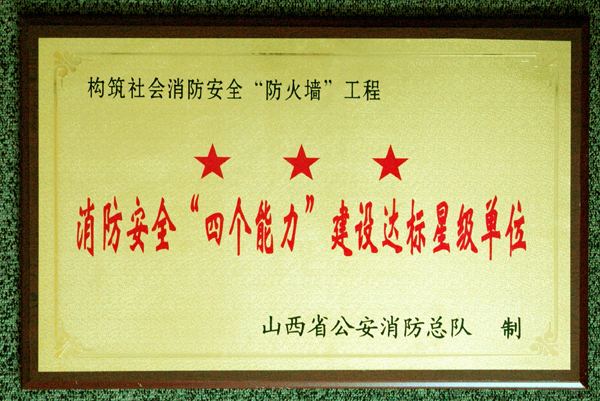 构筑社会消防安全“防火墙”工程
消防安全“四个能力”建设达标星级单位
山西省公安消防总队 制